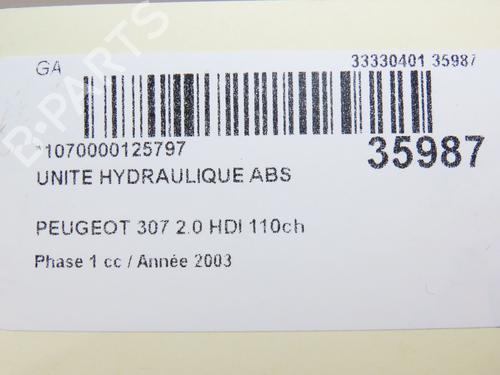 GA 33330401 35987
*1070000125797 35987
UNITE HYDRAULIQUE ABS
PEUGEOT 307 2.0 HDI 110ch
Phase 1 cc / Année 2003
B-PARTS